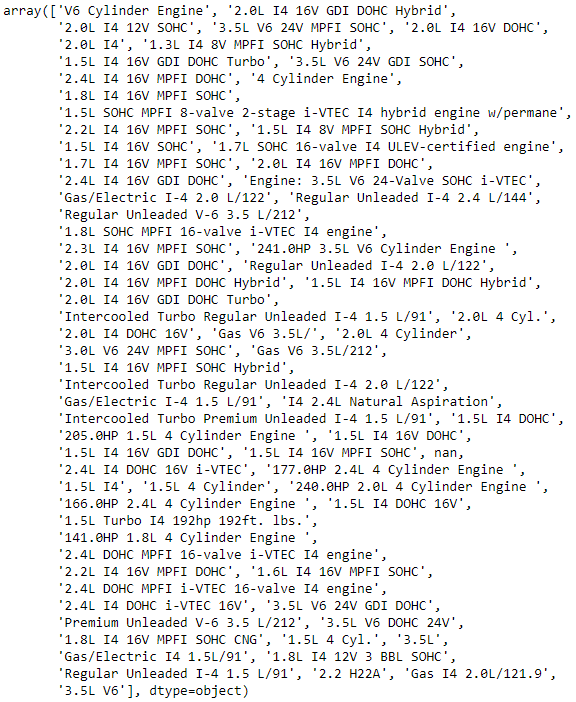 array(['V6 Cylinder Engine', '2.0L I4 16V GDI DOHC Hybrid',
'2.0L I4 12V SOHC', '3.5L V6 24V MPFI SOHC', '2.0L I4 16V DOHC',
'2.0L I4', '1.3L I4 8V MPFI SOHC Hybrid',
'1.5L I4 16V GDI DOHC Turbo', '3.5L V6 24V GDI SOHC',
'2.4L I4 16V MPFI DOHC', '4 Cylinder Engine',
'1.8L I4 16V MPFI SOHC',
'1.5L SOHC MPFI 8-valve 2-stage i-VTEC I4 hybrid engine w/permane',
'2.2L I4 16V MPFI SOHC', '1.5L I4 8V MPFI SOHC Hybrid',
'1.5L I4 16V SOHC', '1.7L SOHC 16-valve I4 ULEV-certified engine',
'1.7L I4 16V MPFI SOHC', '2.0L I4 16V MPFI DOHC',
'2.4L I4 16V GDI DOHC', 'Engine: 3.5L V6 24-Valve SOHC i-VTEC',
'Gas/Electric I-4 2.0 L/122', 'Regular Unleaded I-4 2.4 L/144',
'Regular Unleaded V-6 3.5 L/212',
'1.8L SOHC MPFI 16-valve i-VTEC I4 engine',
'2.3L I4 16V MPFI SOHC', '241.0HP 3.5L V6 Cylinder Engine ',
'2.0L I4 16V GDI DOHC', 'Regular Unleaded I-4 2.0 L/122',
'2.0L I4 16V MPFI DOHC Hybrid', '1.5L I4 16V MPFI DOHC Hybrid',
'2.0L I4 16V GDI DOHC Turbo',
'Intercooled Turbo Regular Unleaded I-4 1.5 L/91', '2.0L 4 Cyl.',
'2.0L I4 DOHC 16V', 'Gas V6 3.5L/', '2.0L 4 Cylinder',
'3.0L V6 24V MPFI SOHC', 'Gas V6 3.5L/212',
'1.5L I4 16V MPFI SOHC Hybrid',
'Intercooled Turbo Regular Unleaded I-4 2.0 L/122',
'Gas/Electric I-4 1.5 L/91', 'I4 2.4L Natural Aspiration',
'Intercooled Turbo Premium Unleaded I-4 1.5 L/91', '1.5L I4 DOHC',
'205.0HP 1.5L 4 Cylinder Engine ', '1.5L I4 16V DOHC',
'1.5L I4 16V GDI DOHC', '1.5L I4 16V MPFI SOHC', nan,
'2.4L I4 DOHC 16V i-VTEC', '177.0HP 2.4L 4 Cylinder Engine ',
'1.5L I4', '1.5L 4 Cylinder', '240.0HP 2.0L 4 Cylinder Engine ',
'166.0HP 2.4L 4 Cylinder Engine ', '1.5L I4 DOHC 16V',
'1.5L Turbo I4 192hp 192ft. lbs.',
'141.0HP 1.8L 4 Cylinder Engine ',
'2.4L DOHC MPFI 16-valve i-VTEC I4 engine',
'2.2L I4 16V MPFI DOHC', '1.6L I4 16V MPFI SOHC',
'2.4L DOHC MPFI i-VTEC 16-valve I4 engine',
'2.4L I4 DOHC i-VTEC 16V', '3.5L V6 24V GDI DOHC',
'Premium Unleaded V-6 3.5 L/212', '3.5L V6 DOHC 24V',
'1.8L I4 16V MPFI SOHC CNG', '1.5L 4 Cyl.', '3.5L',
'Gas/Electric I4 1.5L/91', '1.8L I4 12V 3 BBL SOHC',
'Regular Unleaded I-4 1.5 L/91', '2.2 H22A', 'Gas I4 2.0L/121.9',
'3.5L V6'], dtype=object)